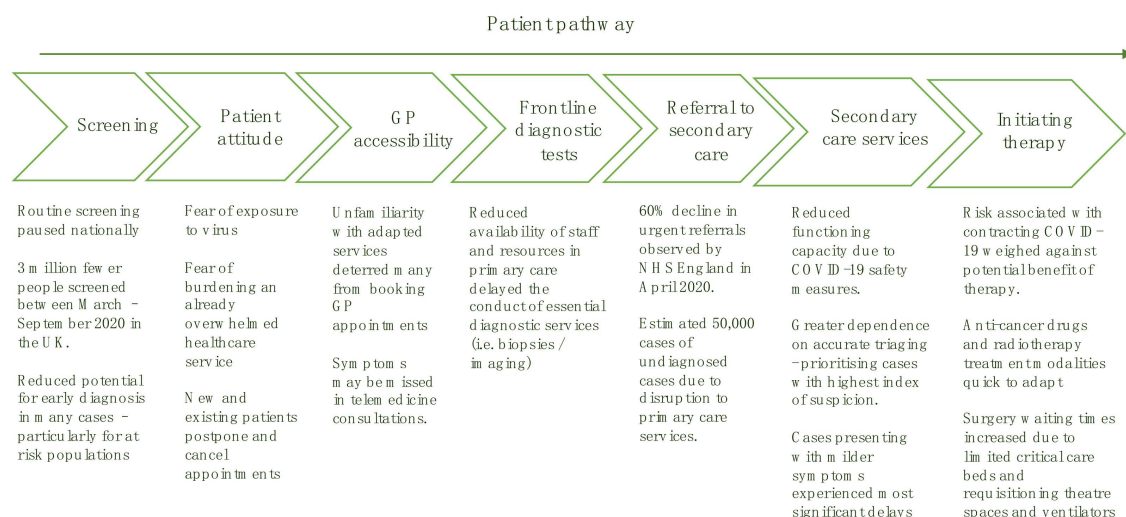 Patient pathway
Screening
Patient
attitude
GP
accessibility
Frontline
diagnostic
tests
Referral to
secondary
care
Secondary
care services
Initiating
therapy
Routine screening
paused nationally
3 million fewer
people screened
between March -
September 2020 in
the UK.
Reduced potential
for early diagnosis
in many cases -
particularly for at
risk populations
Fear of exposure
to virus
Fear of
burdening an
already
overwhelmed
healthcare
service
New and
existing patients
postpone and
cancel
appointments
Unfamiliarity
with adapted
services
deterred many
from booking
GP
appointments
Symptoms
may be missed
in telemedicine
consultations.
Reduced
availability of staff
and resources in
primary care
delayed the
conduct of essential
diagnostic services
(i.e. biopsies /
imaging)
60% decline in
urgent referrals
observed by
NHS England in
April 2020.
Estimated 50,000
cases of
undiagnosed
cases due to
disruption to
primary care
services.
Reduced
functioning
capacity due to
COVID-19 safety
measures.
Greater dependence
on accurate triaging
-prioritising cases
with highest index
of suspicion.
Cases presenting
with milder
symptoms
experienced most
significant delays
Risk associated with
contracting COVID-
19 weighed against
potential benefit of
therapy.
Anti-cancer drugs
and radiotherapy
treatment modalities
quick to adapt
Surgery waiting times
increased due to
limited critical care
beds and
requisitioning theatre
spaces and ventilators